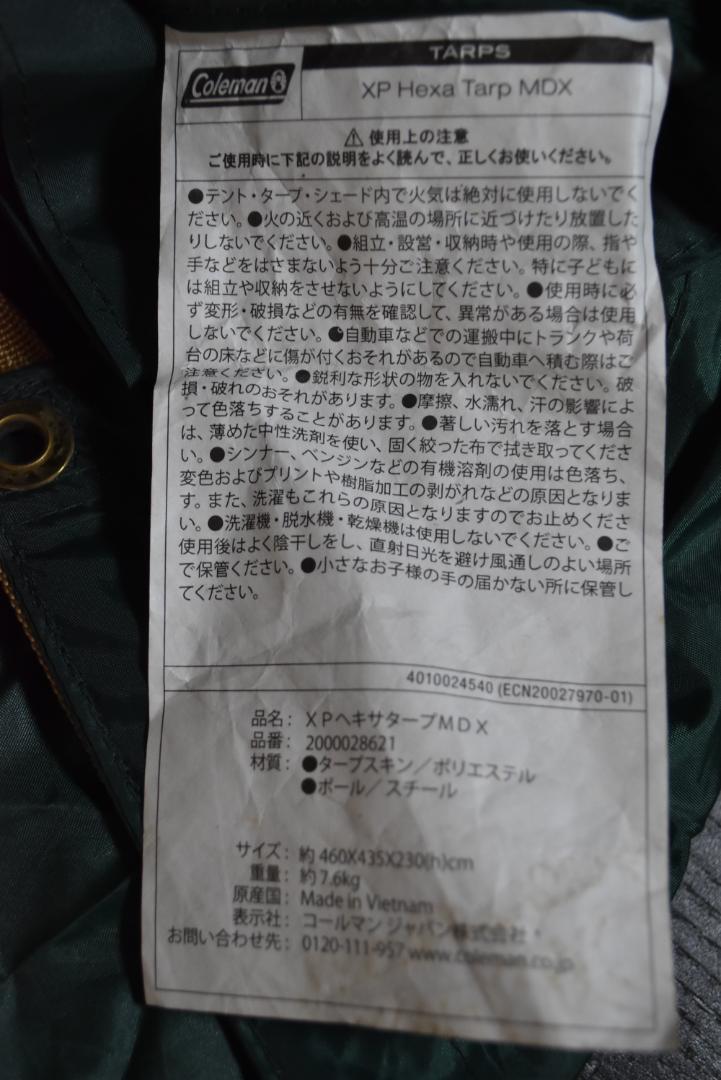 Coleman
TARPS
XP Hexa Tarp MDX
⚠ 使用上の注意
ご使用時に下記の説明をよく読んで、正しくお使いください。
●テント・タープ・シェード内で火気は絶対に使用しないでく
ださい。●火の近くおよび高温の場所に近づけたり放置した
りしないでください。●組立・設営・収納時や使用の際、指や
手などをはさまないよう十分ご注意ください。特に子どもに
は組立や収納をさせないようにしてください。●使用時に必
ず変形・破損などの有無を確認して、異常がある場合は使用
しないでください。●自動車などでの運搬中にトランクや荷
台の床などに傷が付くおそれがあるので自動車へ積む際はご
注意ください。●鋭利な形状の物を入れないでください。破
損・破れのおそれがあります。●摩擦、水濡れ、汗の影響によ
って色落ちすることがあります。●著しい汚れを落とす場合
は、薄めた中性洗剤を使い、固く絞った布で拭き取ってくださ
い。●シンナー、ベンジンなどの有機溶剤の使用は色落ち、
変色およびプリントや樹脂加工の剥がれなどの原因となりま
す。また、洗濯もこれらの原因となりますのでお止めくださ
い。●洗濯機・脱水機・乾燥機は使用しないでください。●ご
使用後はよく陰干しをし、直射日光を避け風通しのよい場所
で保管ください。●小さなお子様の手の届かない所に保管し
てください。
4010024540 (ECN20027970-01)
品名： XPヘキサタープMDX
品番： 2000028621
材質： ●タープスキン／ポリエステル
●ポール／スチール
サイズ： 約 460X435X230(h)cm
重量： 約 7.6kg
原産国： Made in Vietnam
表示社： コールマン ジャパン株式会社
お問い合わせ先： 0120-111-957 www.coleman.co.jp